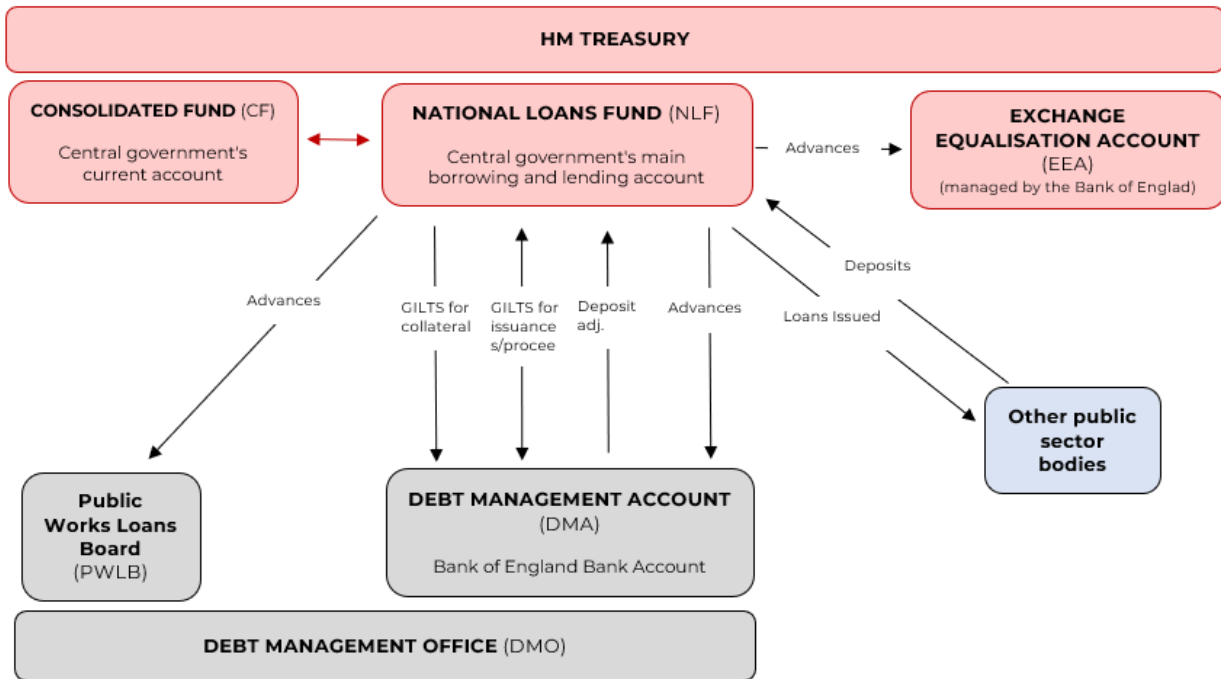 HM TREASURY
CONSOLIDATED FUND (CF)
Central government's
current account
NATIONAL LOANS FUND (NLF)
Central government's main
borrowing and lending account
Advances
EXCHANGE
EQUALISATION ACCOUNT
(EEA)
(managed by the Bank of Englad)
Advances
GILTS for
collateral
GILTS for
issuance
s/procee
Deposit
adj.
Advances
Deposits
Loans Issued
Other public
sector
bodies
Public
Works Loans
Board
(PWLB)
DEBT MANAGEMENT ACCOUNT
(DMA)
Bank of England Bank Account
DEBT MANAGEMENT OFFICE (DMO)